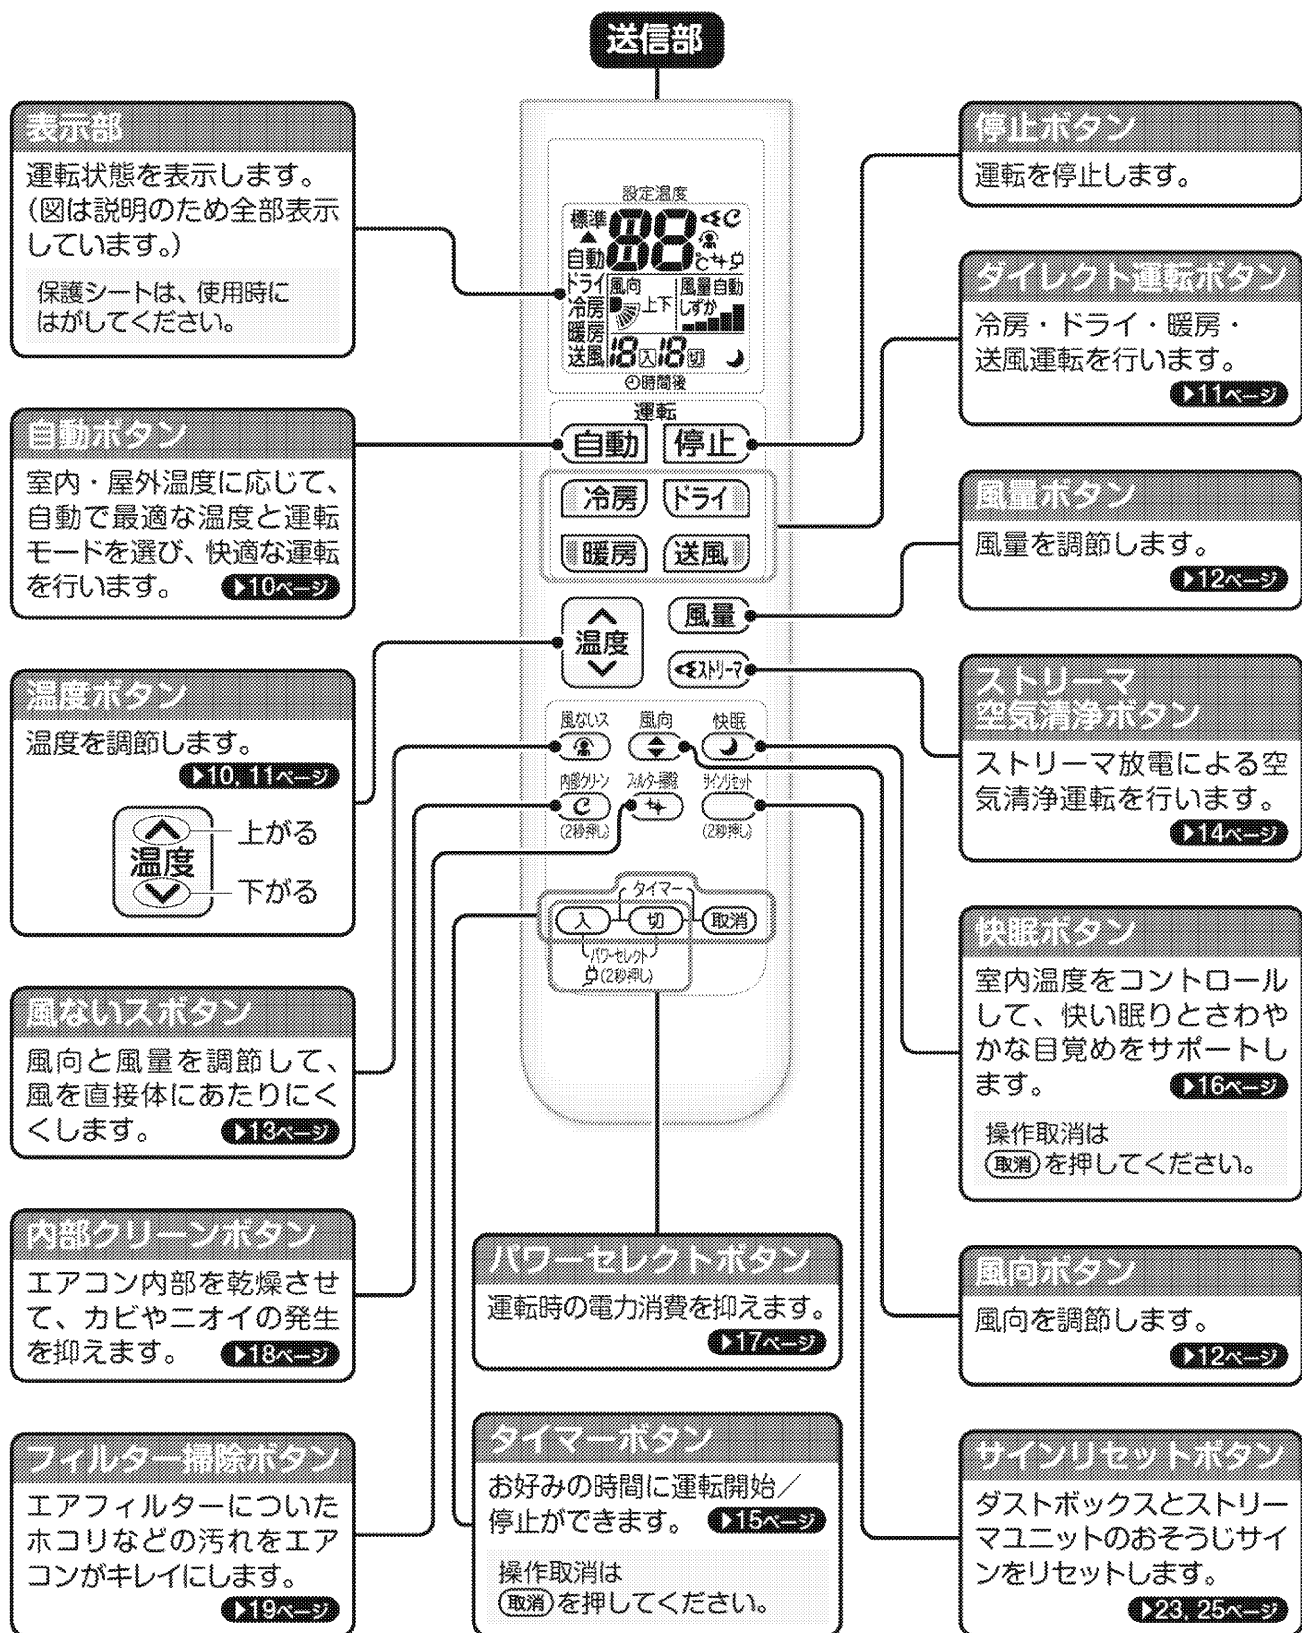 送信部
表示部
運転状態を表示します。
(図は説明のため全部表示
しています。)
保護シートは、使用時に
はがしてください。
自動ボタン
室内・屋外温度に応じて、
自動で最適な温度と運転
モードを選び、快適な運転
を行います。 ▶10ページ
温度ボタン
温度を調節します。
▶10, 11ページ
上がる
温度
下がる
風ないスボタン
風向と風量を調節して、
風を直接体にあたりにく
くします。 ▶13ページ
内部クリーンボタン
エアコン内部を乾燥させ
て、カビやニオイの発生
を抑えます。 ▶18ページ
フィルター掃除ボタン
エアフィルターについた
ホコリなどの汚れをエア
コンがキレイにします。
▶19ページ
設定温度
標準 88
自動 ℃
ドライ 風向 風量自動
冷房 上下 しずか
暖房
送風 18入 18切
時間後
運転
自動 停止
冷房 ドライ
暖房 送風
温度 風量
ストリーマ
風ないス 風向 快眠
内部クリーン フィルター掃除 サインリセット
(2秒押し) (2秒押し)
タイマー
入 切 取消
パワーセレクト
(2秒押し)
パワーセレクトボタン
運転時の電力消費を抑えます。
▶17ページ
タイマーボタン
お好みの時間に運転開始/
停止ができます。 ▶15ページ
操作取消は
取消を押してください。
停止ボタン
運転を停止します。
ダイレクト運転ボタン
冷房・ドライ・暖房・
送風運転を行います。
▶11ページ
風量ボタン
風量を調節します。
▶12ページ
ストリーマ
空気清浄ボタン
ストリーマ放電による空
気清浄運転を行います。
▶14ページ
快眠ボタン
室内温度をコントロール
して、快い眠りとさわや
かな目覚めをサポートし
ます。 ▶16ページ
操作取消は
取消を押してください。
風向ボタン
風向を調節します。
▶12ページ
サインリセットボタン
ダストボックスとストリー
マユニットのおそうじサイ
ンをリセットします。
▶23, 25ページ